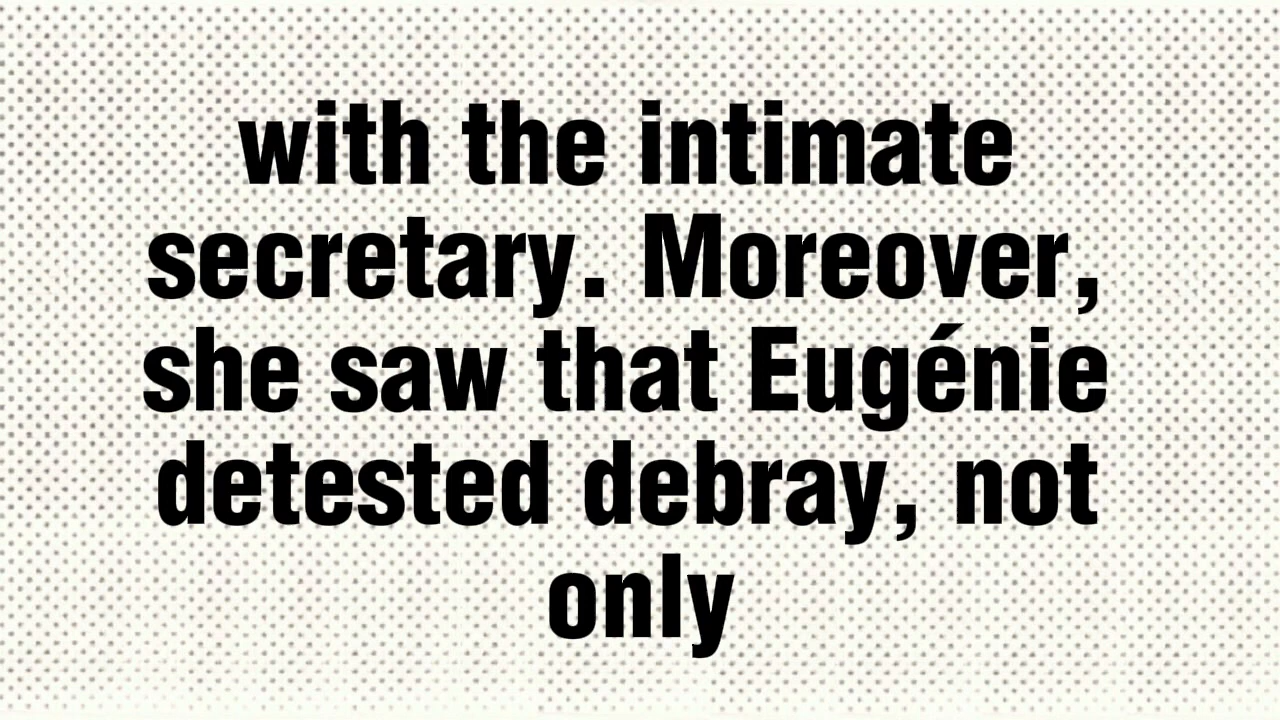 with the intimate
secretary. Moreover,
she saw that Eugénie
detested debray, not
only